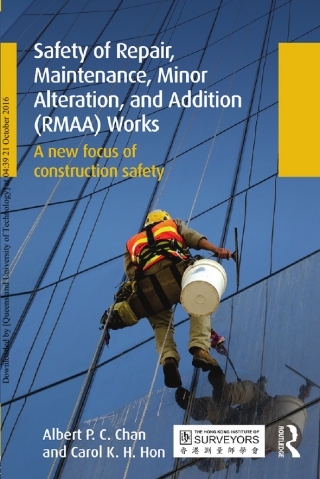 Safety of Repair,
Maintenance, Minor
Alteration, and Addition
(RMAA) Works
A new focus of
construction safety
Downloaded by [Queensland University of Technology] at 04:39 21 October 2016
Albert P. C. Chan
and Carol K. H. Hon
THE HONG KONG INSTITUTE OF
SURVEYORS
香港測量師學會
Routledge